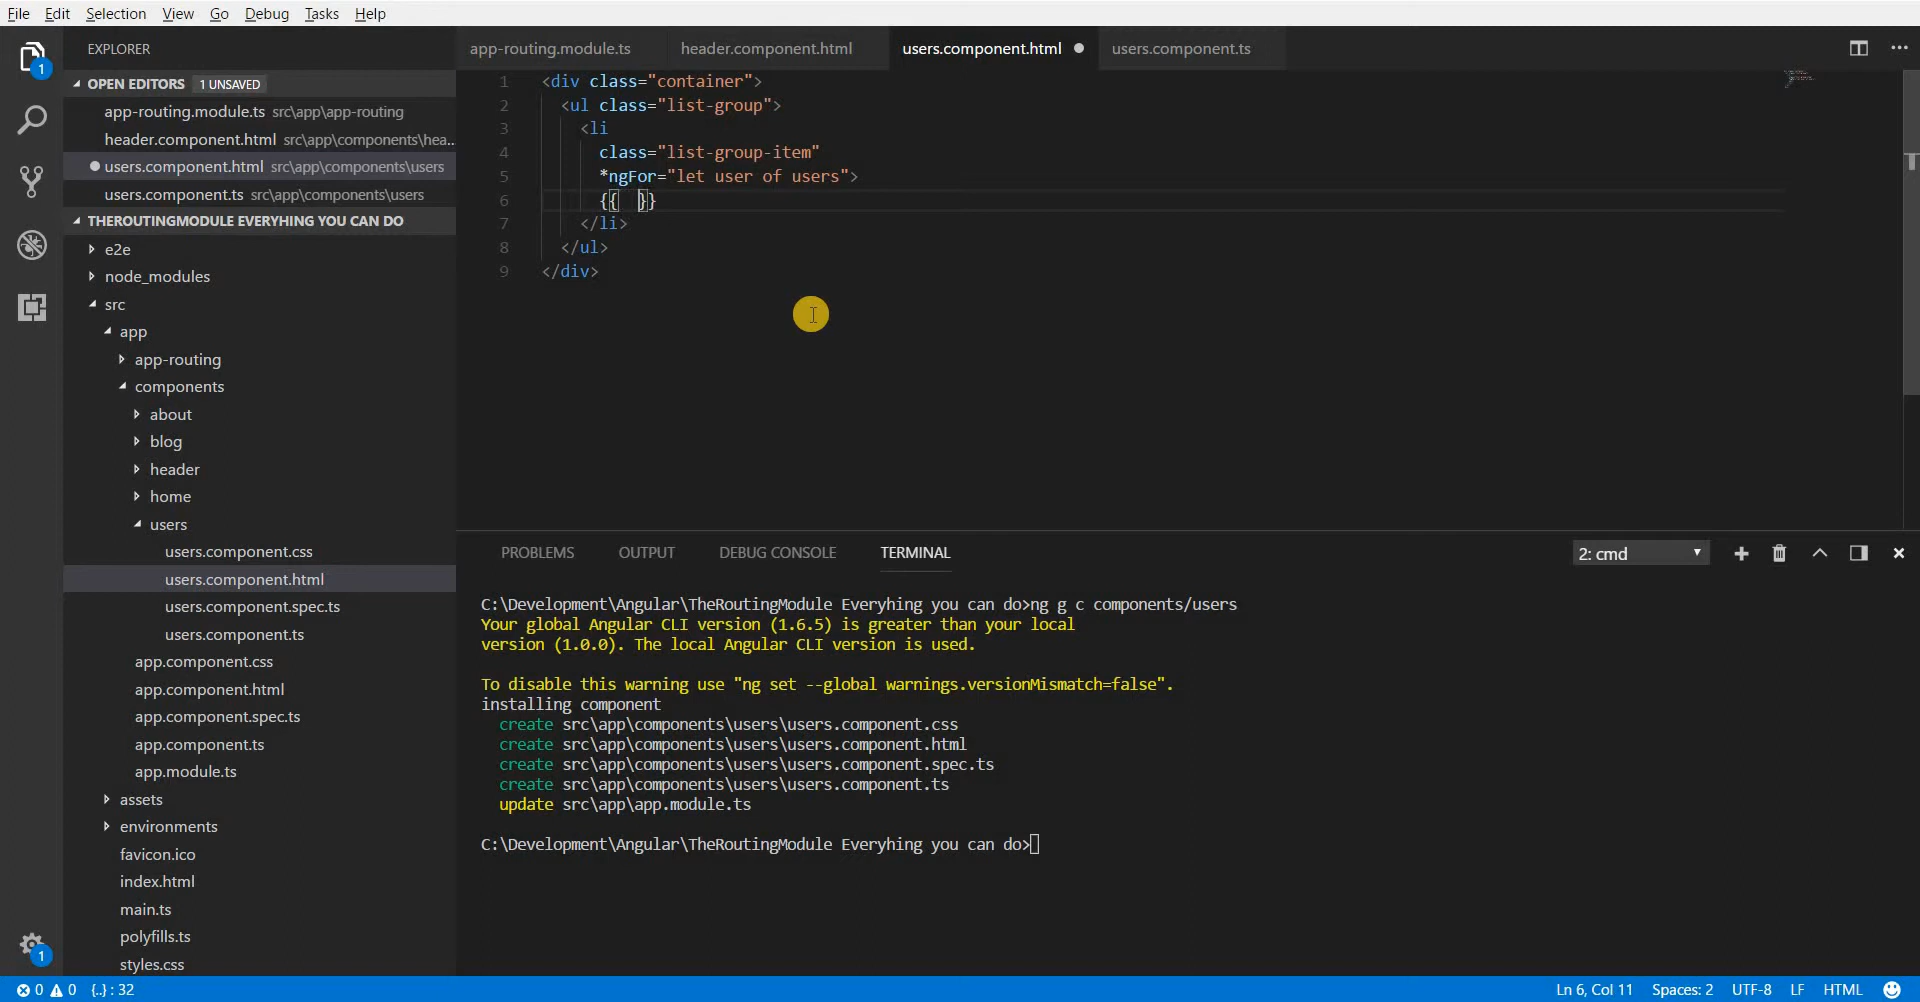 File Edit Selection View Go Debug Tasks Help
EXPLORER
OPEN EDITORS 1 UNSAVED
app-routing.module.ts src\app\app-routing
header.component.html src\app\components\hea...
users.component.html src\app\components\users
users.component.ts src\app\components\users
THEROUTINGMODULE EVERYHING YOU CAN DO
e2e
node_modules
src
app
app-routing
components
about
blog
header
home
users
users.component.css
users.component.html
users.component.spec.ts
users.component.ts
app.component.css
app.component.html
app.component.spec.ts
app.component.ts
app.module.ts
assets
environments
favicon.ico
index.html
main.ts
polyfills.ts
styles.css
1
1
app-routing.module.ts header.component.html users.component.html users.component.ts
1 <div class="container">
2 <ul class="list-group">
3 <li
4 class="list-group-item"
5 *ngFor="let user of users">
6 {{  }}
7 </li>
8 </ul>
9 </div>
PROBLEMS OUTPUT DEBUG CONSOLE TERMINAL 2: cmd
C:\Development\Angular\TheRoutingModule Everyhing you can do>ng g c components/users
Your global Angular CLI version (1.6.5) is greater than your local
version (1.0.0). The local Angular CLI version is used.
To disable this warning use "ng set --global warnings.versionMismatch=false".
installing component
create src\app\components\users\users.component.css
create src\app\components\users\users.component.html
create src\app\components\users\users.component.spec.ts
create src\app\components\users\users.component.ts
update src\app\app.module.ts
C:\Development\Angular\TheRoutingModule Everyhing you can do>
0 0 {..} : 32 Ln 6, Col 11 Spaces: 2 UTF-8 LF HTML